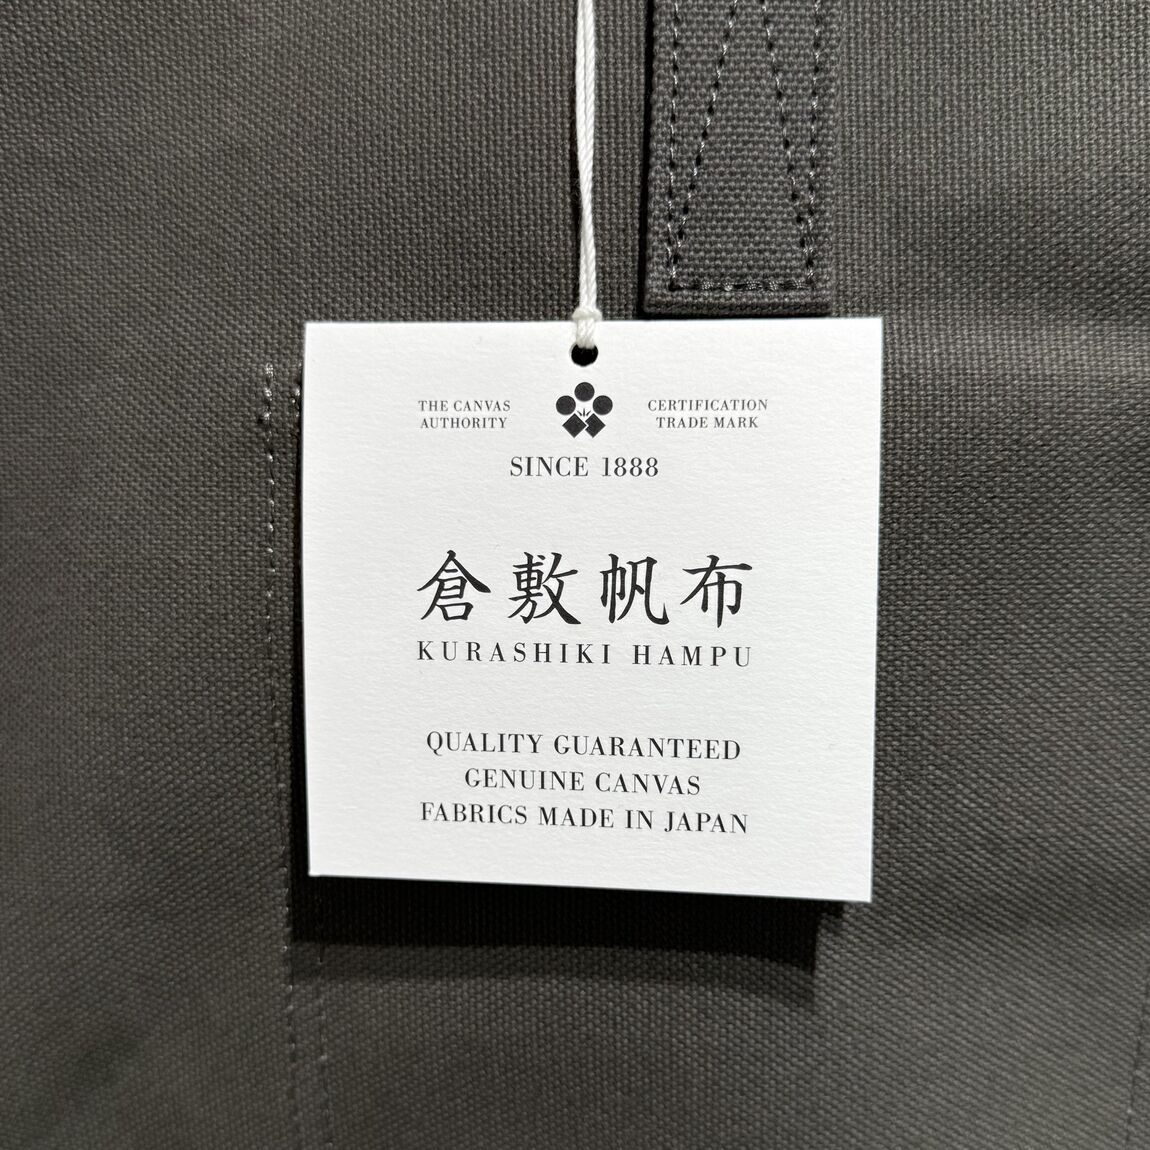 THE CANVAS
AUTHORITY
CERTIFICATION
TRADE MARK
SINCE 1888
倉敷帆布
KURASHIKI HAMPU
QUALITY GUARANTEED
GENUINE CANVAS
FABRICS MADE IN JAPAN